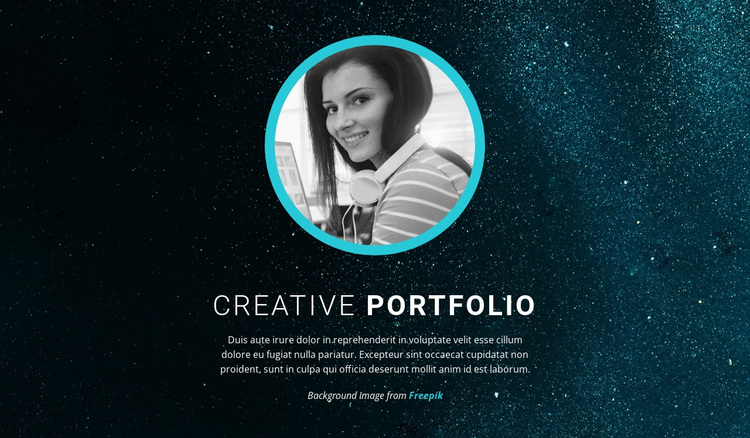 CREATIVE PORTFOLIO
Duis aute irure dolor in reprehenderit in voluptate velit esse cillum
dolore eu fugiat nulla pariatur. Excepteur sint occaecat cupidatat non
proident, sunt in culpa qui officia deserunt mollit anim id est laborum.
Background Image from Freepik